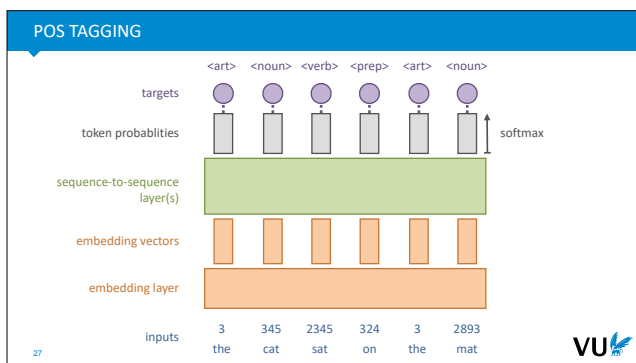 POS TAGGING
<art> <noun> <verb> <prep> <art> <noun>
targets
token probablities
softmax
sequence-to-sequence
layer(s)
embedding vectors
embedding layer
inputs
3 345 2345 324 3 2893
the cat sat on the mat
27
VU